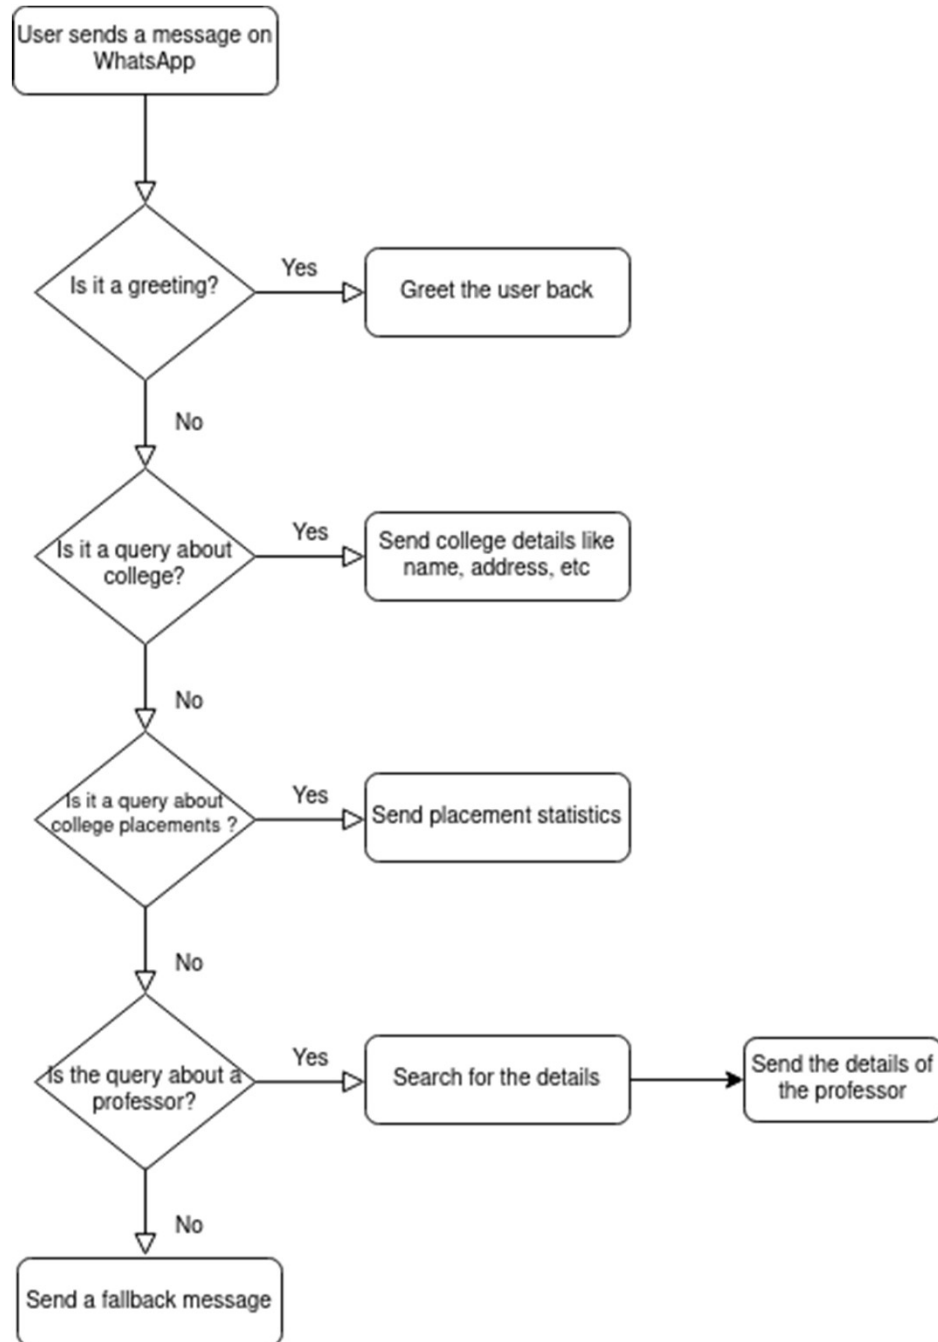 User sends a message on
WhatsApp
Is it a greeting?
Yes
Greet the user back
No
Is it a query about
college?
Yes
Send college details like
name, address, etc
No
Is it a query about
college placements ?
Yes
Send placement statistics
No
Is the query about a
professor?
Yes
Search for the details
Send the details of
the professor
No
Send a fallback message